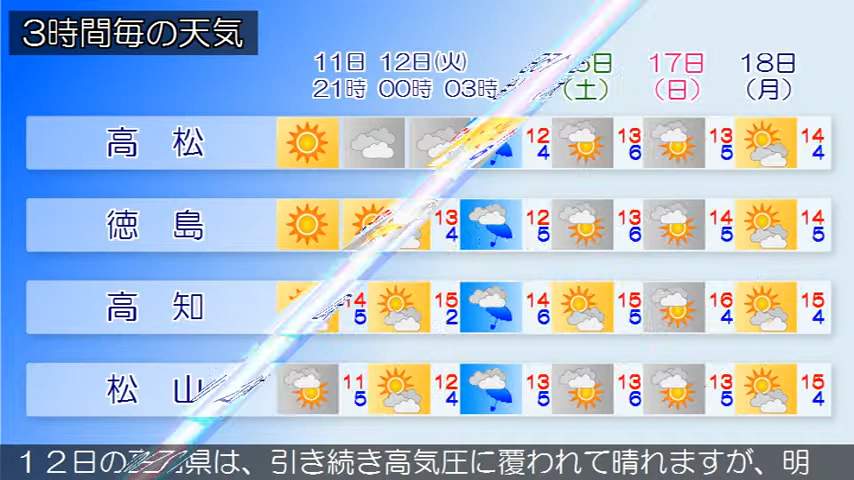 3時間毎の天気
11日 12日(火) 日 17日 18日
21時 00時 03時 (土) (日) (月)
高松 12 13 13 14
4 6 5 4
徳島 13 12 13 14 14
4 5 6 5 5
高知 14 15 14 15 16 15
5 2 6 5 4 4
松山 11 12 13 13 13 15
5 4 5 6 5 4
12日の 県は、引き続き高気圧に覆われて晴れますが、明